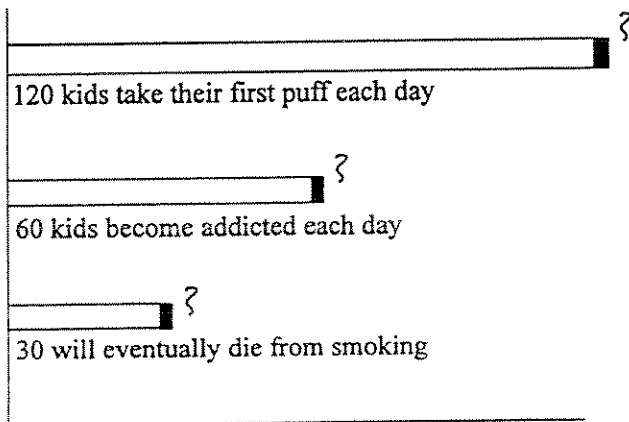 120 kids take their first puff each day
60 kids become addicted each day
30 will eventually die from smoking